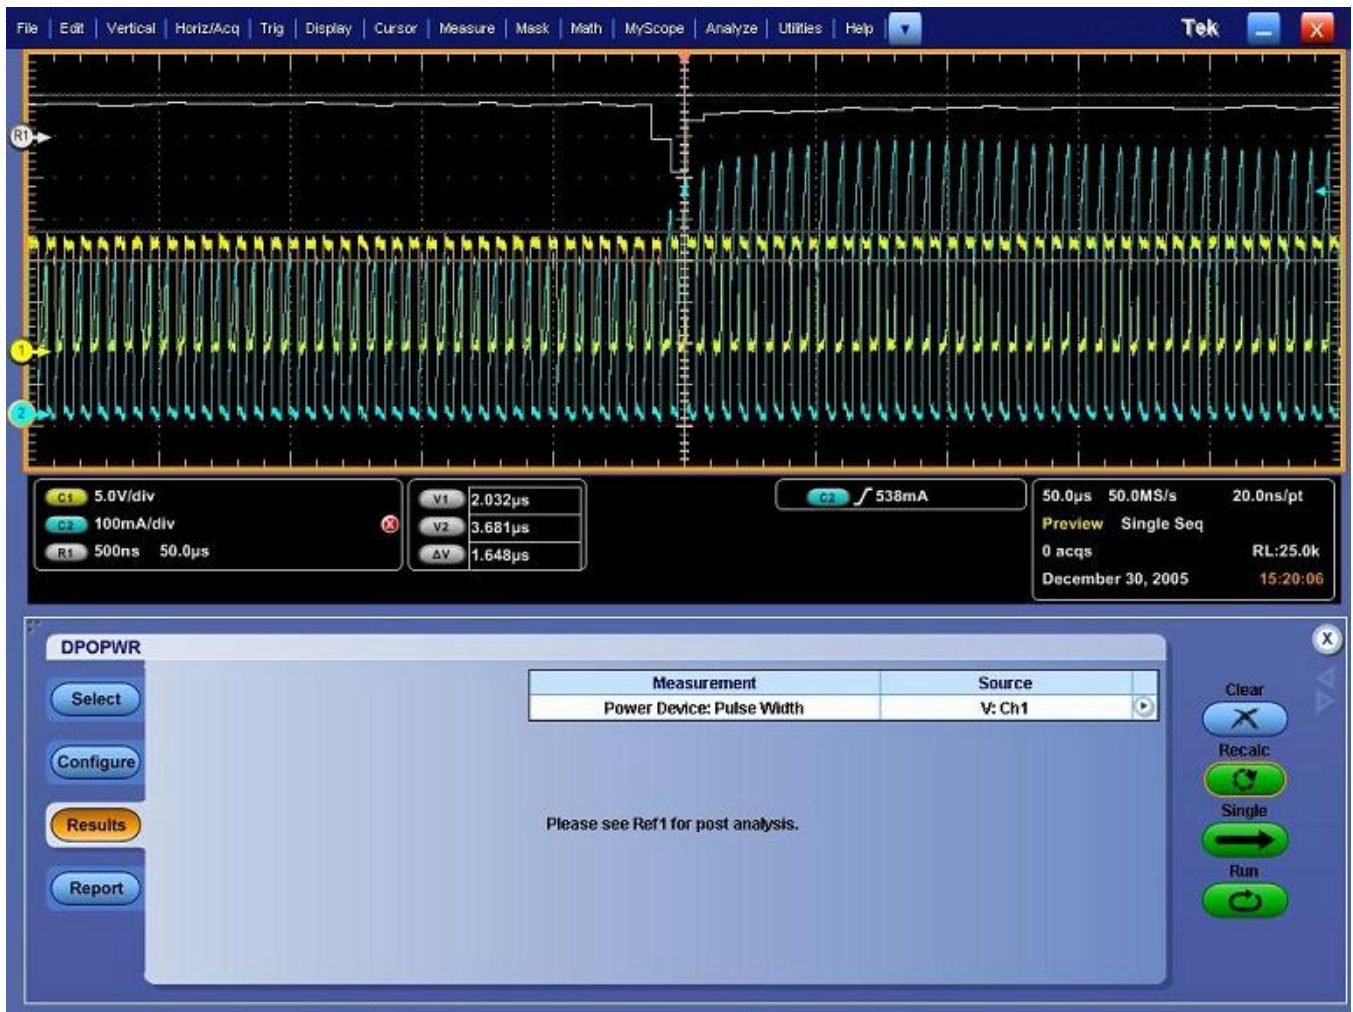 File | Edit | Vertical | Horiz/Acq | Trig | Display | Cursor | Measure | Mask | Math | MyScope | Analyze | Utilities | Help
Tek
X
R1
1
2
C1 5.0V/div
C2 100mA/div
R1 500ns 50.0µs
V1 2.032µs
V2 3.681µs
ΔV 1.648µs
C2 538mA
50.0µs 50.0MS/s 20.0ns/pt
Preview Single Seq
0 acqs RL:25.0k
December 30, 2005 15:20:06
DPOPWR
X
Select
Configure
Results
Report
Measurement Source
Power Device: Pulse Width V: Ch1
Please see Ref1 for post analysis.
Clear
Recalc
Single
Run